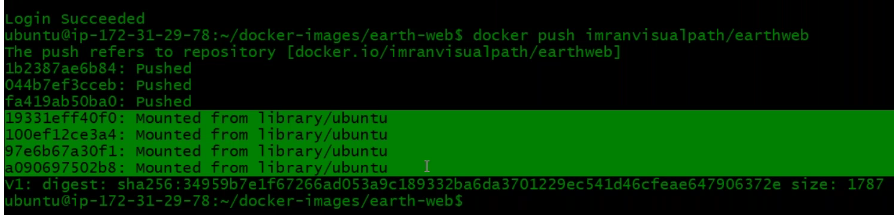 Login Succeeded
ubuntu@ip-172-31-29-78:~/docker-images/earth-web$ docker push imranvisualpath/earthweb
The push refers to repository [docker.io/imranvisualpath/earthweb]
1b2387ae6b84: Pushed
044b7ef3cceb: Pushed
fa419ab50ba0: Pushed
19331eff40f0: Mounted from library/ubuntu
100ef12ce3a4: Mounted from library/ubuntu
97e6b67a30f1: Mounted from library/ubuntu
a090697502b8: Mounted from library/ubuntu
V1: digest: sha256:34959b7e1f67266ad053a9c189332ba6da3701229ec541d46cfeae647906372e size: 1787
ubuntu@ip-172-31-29-78:~/docker-images/earth-web$